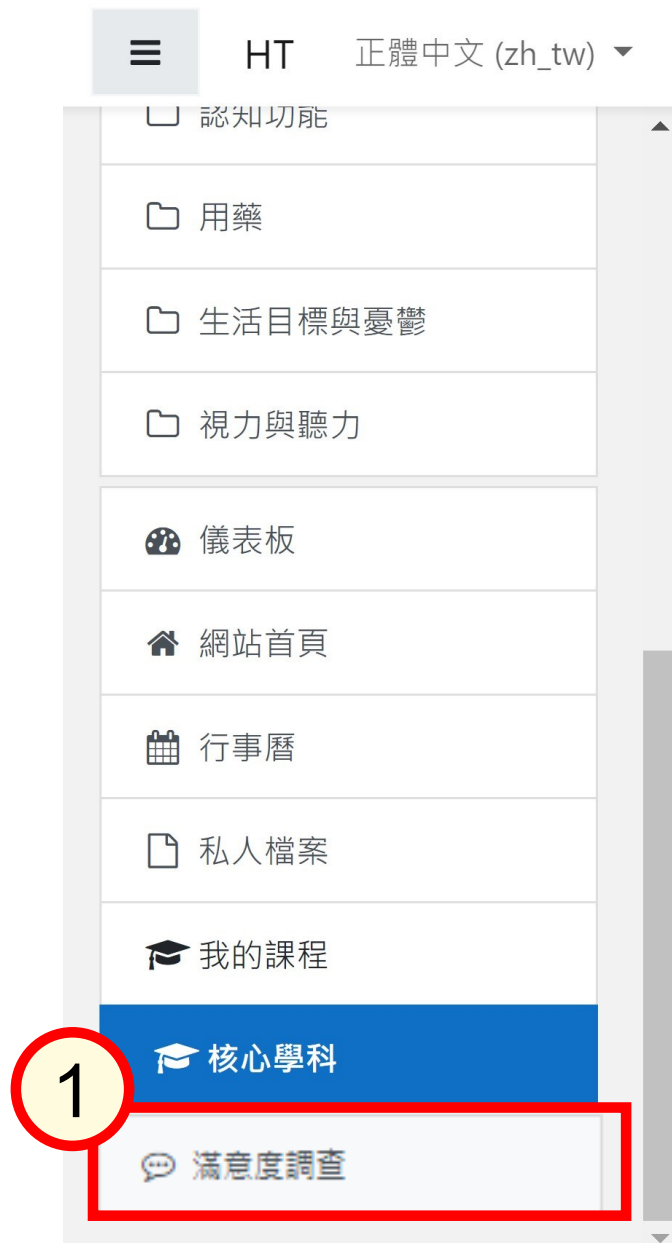 HT 正體中文 (zh_tw)
認知功能
用藥
生活目標與憂鬱
視力與聽力
儀表板
網站首頁
行事曆
私人檔案
我的課程
核心學科
1
滿意度調查